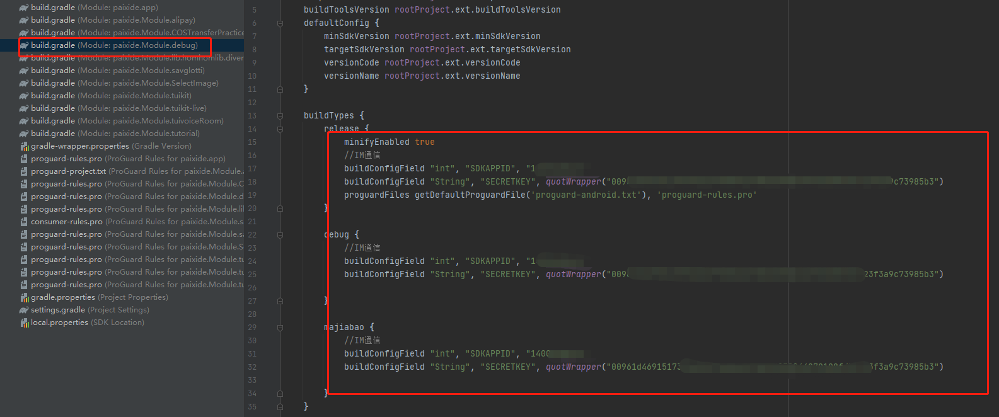 build.gradle (Module: paixide.app)
build.gradle (Module: paixide.Module.alipay)
build.gradle (Module: paixide.Module.COSTransferPractice
build.gradle (Module: paixide.Module.debug)
build.gradle (Module: paixide.Module.lib.homhomlib.diver
build.gradle (Module: paixide.Module.savglotti)
build.gradle (Module: paixide.Module.SelectImage)
build.gradle (Module: paixide.Module.tuikit)
build.gradle (Module: paixide.Module.tuikit-live)
build.gradle (Module: paixide.Module.tuivoiceRoom)
build.gradle (Module: paixide.Module.tutorial)
gradle-wrapper.properties (Gradle Version)
proguard-rules.pro (ProGuard Rules for paixide.app)
proguard-project.txt (ProGuard Rules for paixide.Module.a
proguard-rules.pro (ProGuard Rules for paixide.Module.C
proguard-rules.pro (ProGuard Rules for paixide.Module.d
proguard-rules.pro (ProGuard Rules for paixide.Module.lil
consumer-rules.pro (ProGuard Rules for paixide.Module.s
proguard-rules.pro (ProGuard Rules for paixide.Module.sa
proguard-rules.pro (ProGuard Rules for paixide.Module.S
proguard-rules.pro (ProGuard Rules for paixide.Module.tu
proguard-rules.pro (ProGuard Rules for paixide.Module.tu
proguard-rules.pro (ProGuard Rules for paixide.Module.tu
gradle.properties (Project Properties)
settings.gradle (Project Settings)
local.properties (SDK Location)
5 buildToolsVersion rootProject.ext.buildToolsVersion
6 defaultConfig {
7 minSdkVersion rootProject.ext.minSdkVersion
8 targetSdkVersion rootProject.ext.targetSdkVersion
9 versionCode rootProject.ext.versionCode
10 versionName rootProject.ext.versionName
11 }
12
13 buildTypes {
14 release {
15 minifyEnabled true
16 //IM通信
17 buildConfigField "int", "SDKAPPID", "1
18 buildConfigField "String", "SECRETKEY", quotWrapper("009 9c73985b3")
19 proguardFiles getDefaultProguardFile('proguard-android.txt'), 'proguard-rules.pro'
20 }
21
22 debug {
23 //IM通信
24 buildConfigField "int", "SDKAPPID", "1
25 buildConfigField "String", "SECRETKEY", quotWrapper("009 23f3a9c73985b3")
26
27 }
28
29 majiabao {
30 //IM通信
31 buildConfigField "int", "SDKAPPID", "1400
32 buildConfigField "String", "SECRETKEY", quotWrapper("00961d46915173 3f3a9c73985b3")
33
34 }
35 }